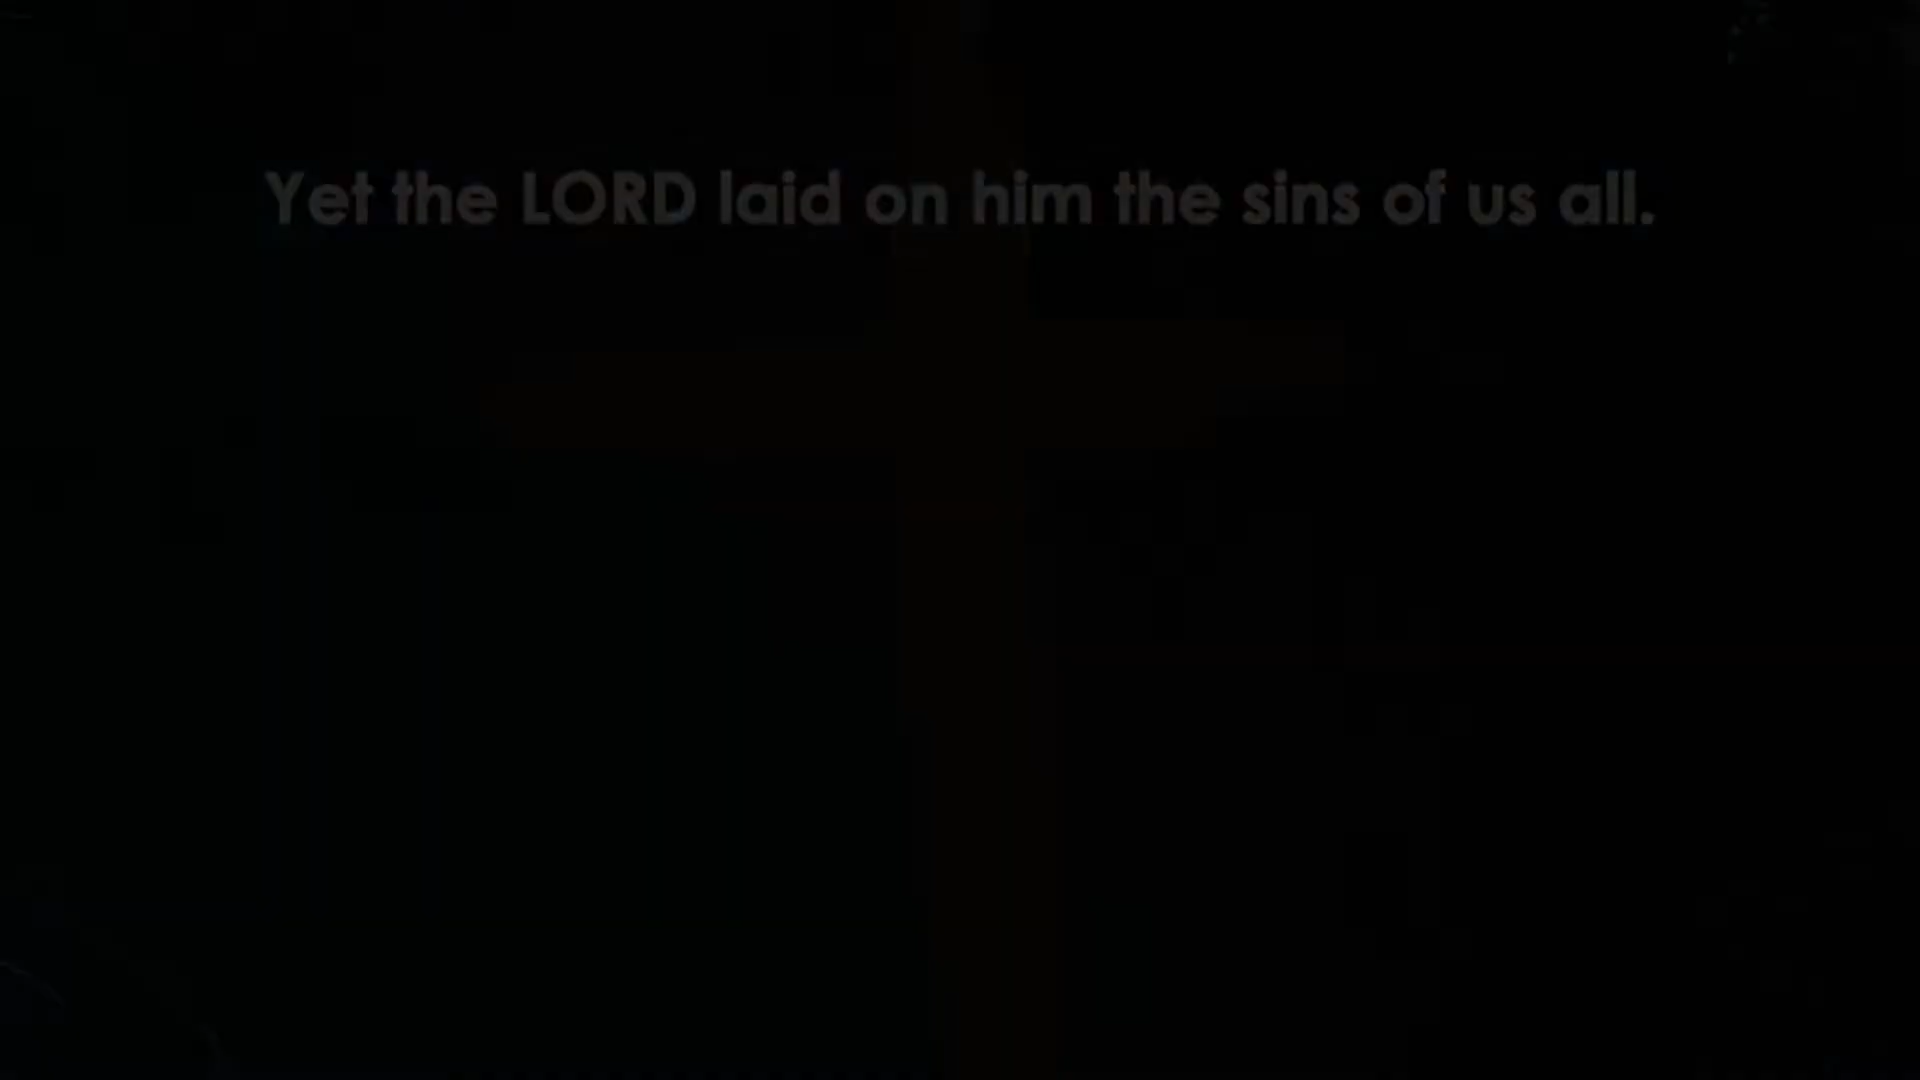 Yet the LORD laid on him the sins of us all.